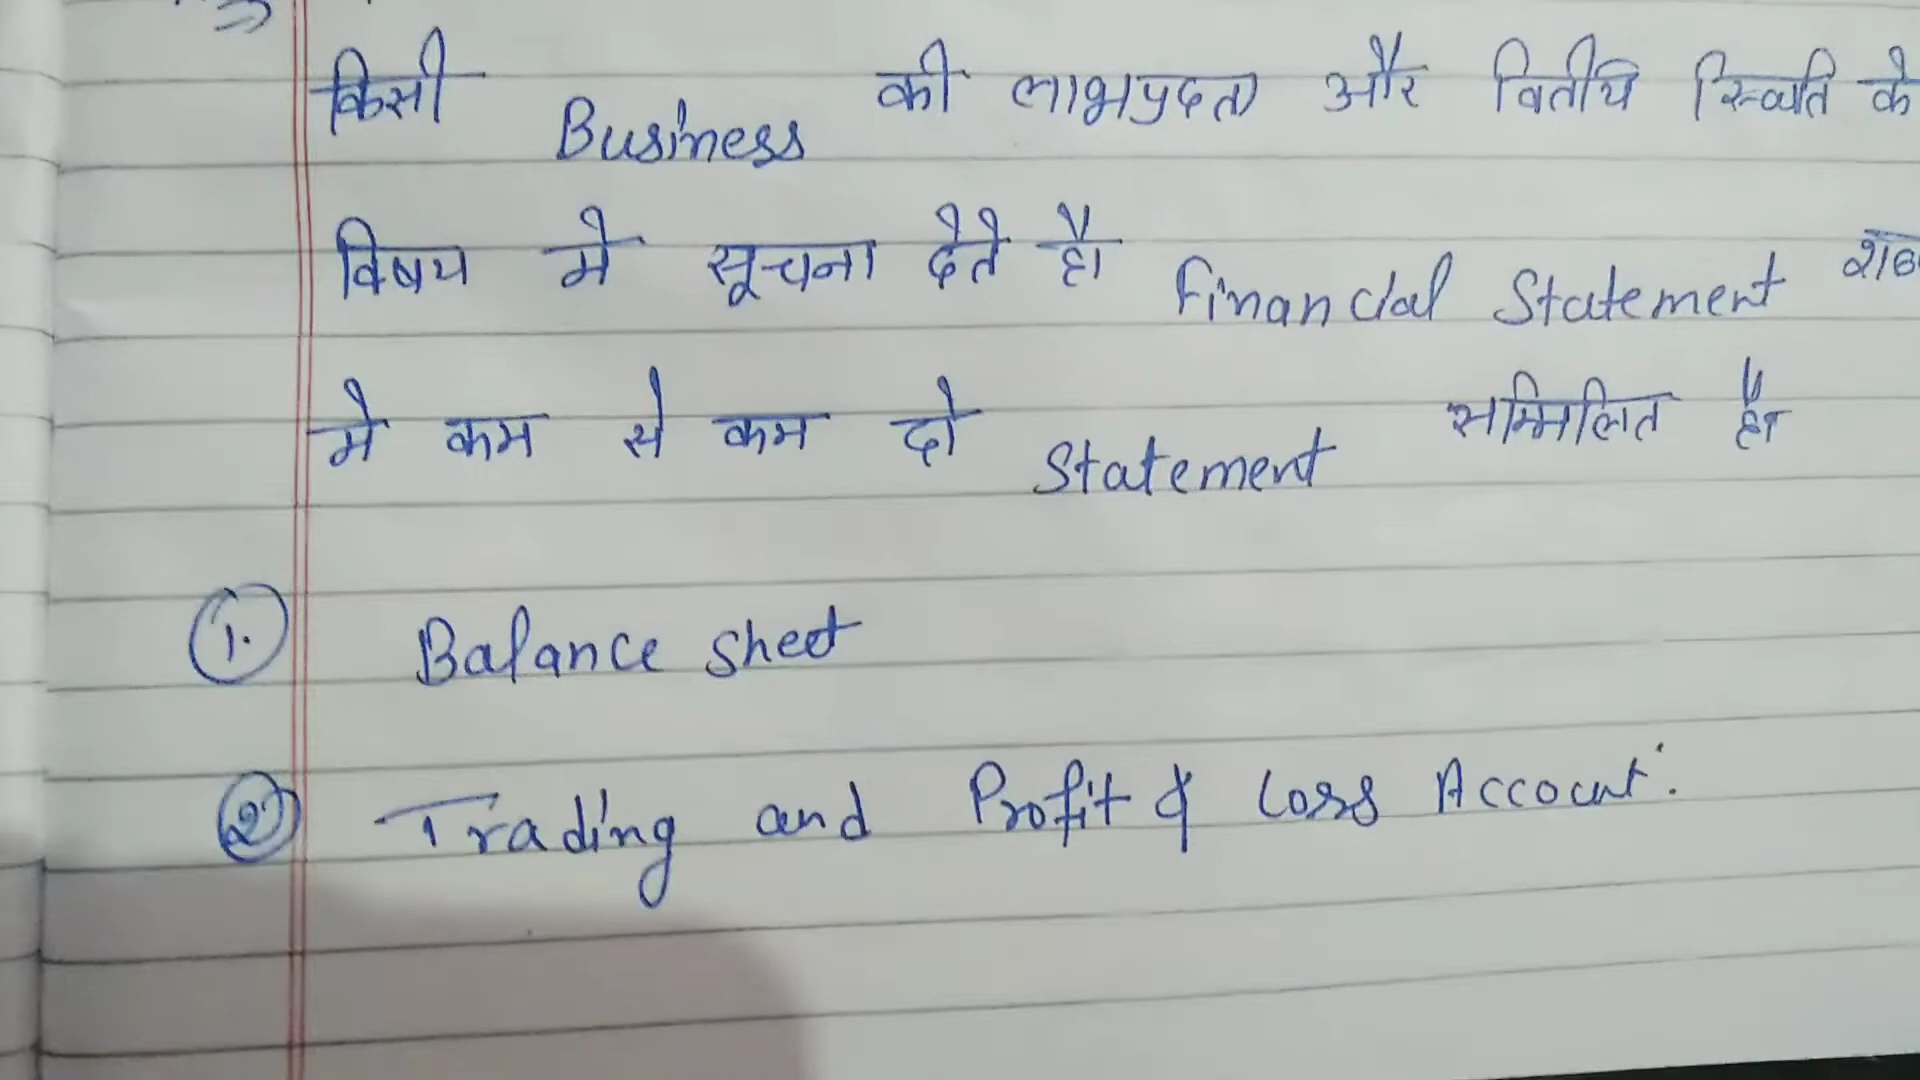 किसी Business की लाभप्रदता और वितीय स्थिति के
विषय मे सूचना देते है। Financial Statement
मे कम से कम दो Statement सम्मिलित है।
1. Balance sheet
2. Trading and Profit & Loss Account.